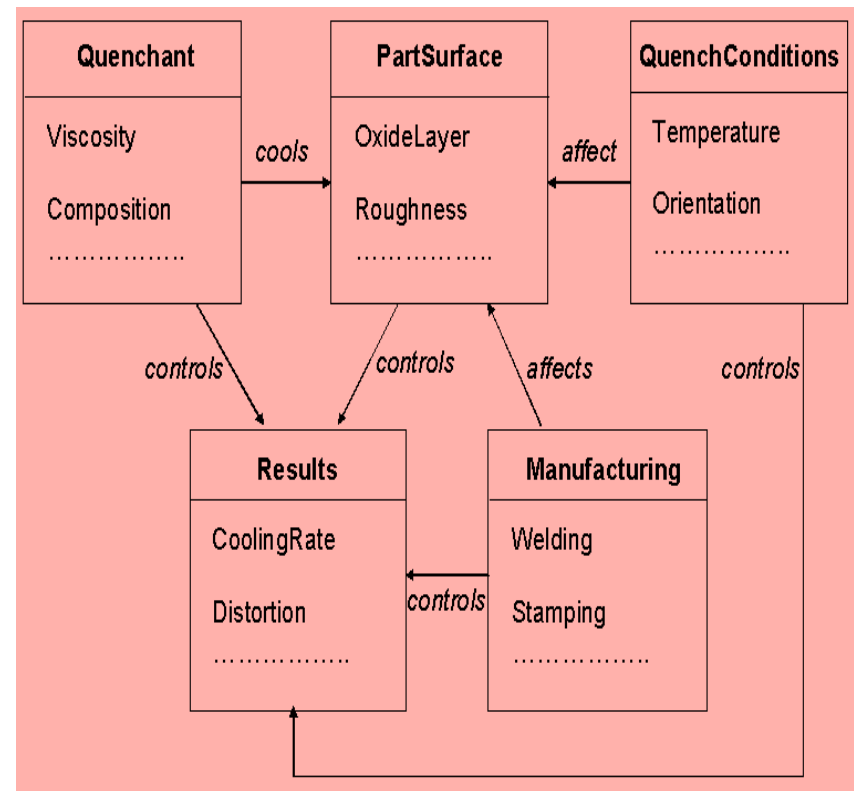 Quenchant
Viscosity
Composition
……………..
cools
PartSurface
OxideLayer
Roughness
……………..
affect
QuenchConditions
Temperature
Orientation
……………..
controls
controls
affects
controls
Results
CoolingRate
Distortion
……………..
controls
Manufacturing
Welding
Stamping
……………..